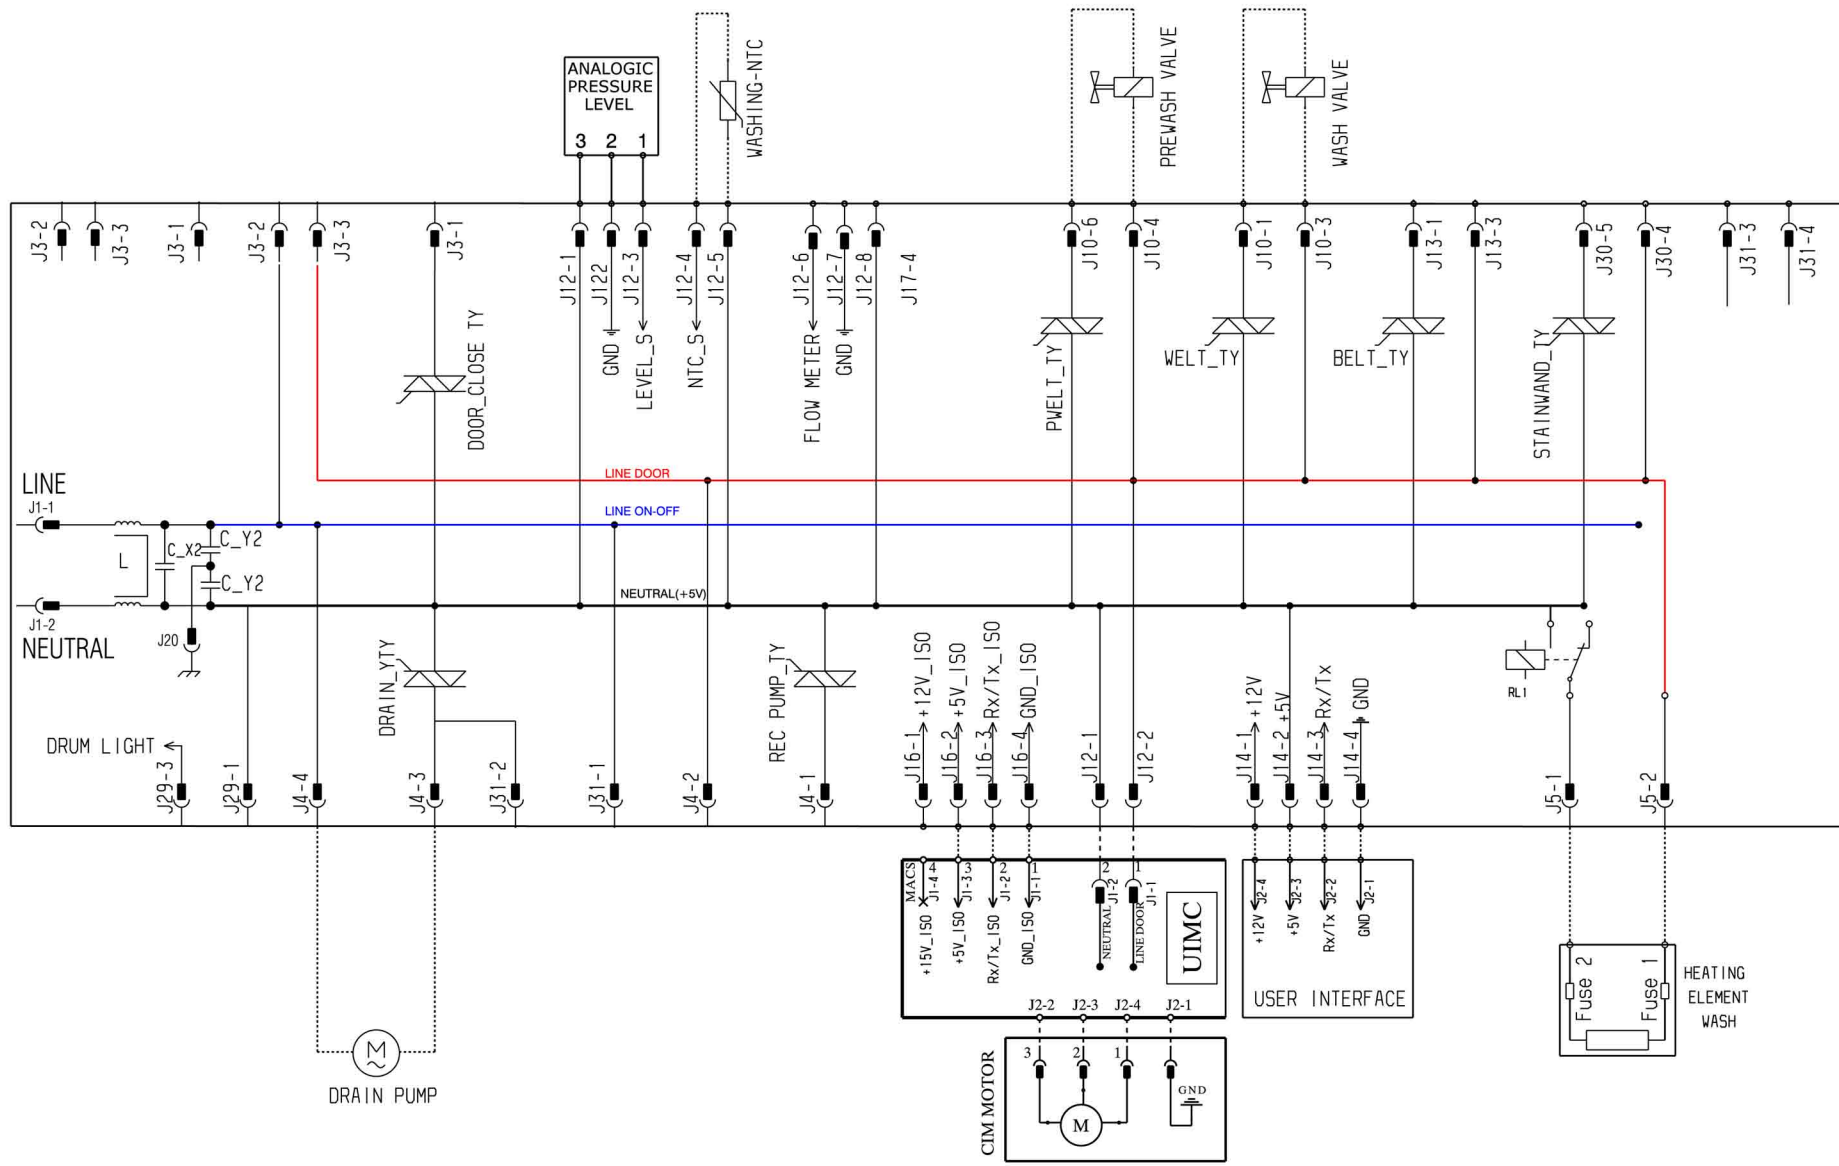 ANALOGIC
PRESSURE
LEVEL
3 2 1
WASHING-NTC
PREWASH VALVE
WASH VALVE
J3-2
J3-3
J3-1
J3-2
J3-3
J3-1
J12-1
J122
J12-3
J12-4
J12-5
J12-6
J12-7
J12-8
J17-4
J10-6
J10-4
J10-1
J10-3
J13-1
J13-3
J30-5
J30-4
J31-3
J31-4
DOOR_CLOSE TY
GND
LEVEL_S
NTC_S
FLOW METER
GND
PWELT_TY
WELT_TY
BELT_TY
STAINWAND_TY
LINE DOOR
LINE
J1-1
LINE ON-OFF
L
C_X2
C_Y2
C_Y2
NEUTRAL(+5V)
J1-2
NEUTRAL
J20
DRAIN_YTY
REC PUMP_TY
+12V_ISO
+5V_ISO
Rx/Tx_ISO
GND_ISO
+12V
+5V
Rx/Tx
GND
RL1
DRUM LIGHT
J29-3
J29-1
J4-4
J4-3
J31-2
J31-1
J4-2
J4-1
J16-1
J16-2
J16-3
J16-4
J12-1
J12-2
J14-1
J14-2
J14-3
J14-4
J5-1
J5-2
MACS
4
3
2
1
2
1
J1-4
J1-3
J1-2
J1-1
J1-2
J1-1
+15V_ISO
+5V_ISO
Rx/Tx_ISO
GND_ISO
NEUTRAL
LINE DOOR
UIMC
J2-4
J2-3
J2-2
J2-1
+12V
+5V
Rx/Tx
GND
USER INTERFACE
Fuse 2
Fuse 1
HEATING
ELEMENT
WASH
J2-2 J2-3 J2-4 J2-1
3 2 1
GND
M
CIM MOTOR
M
DRAIN PUMP